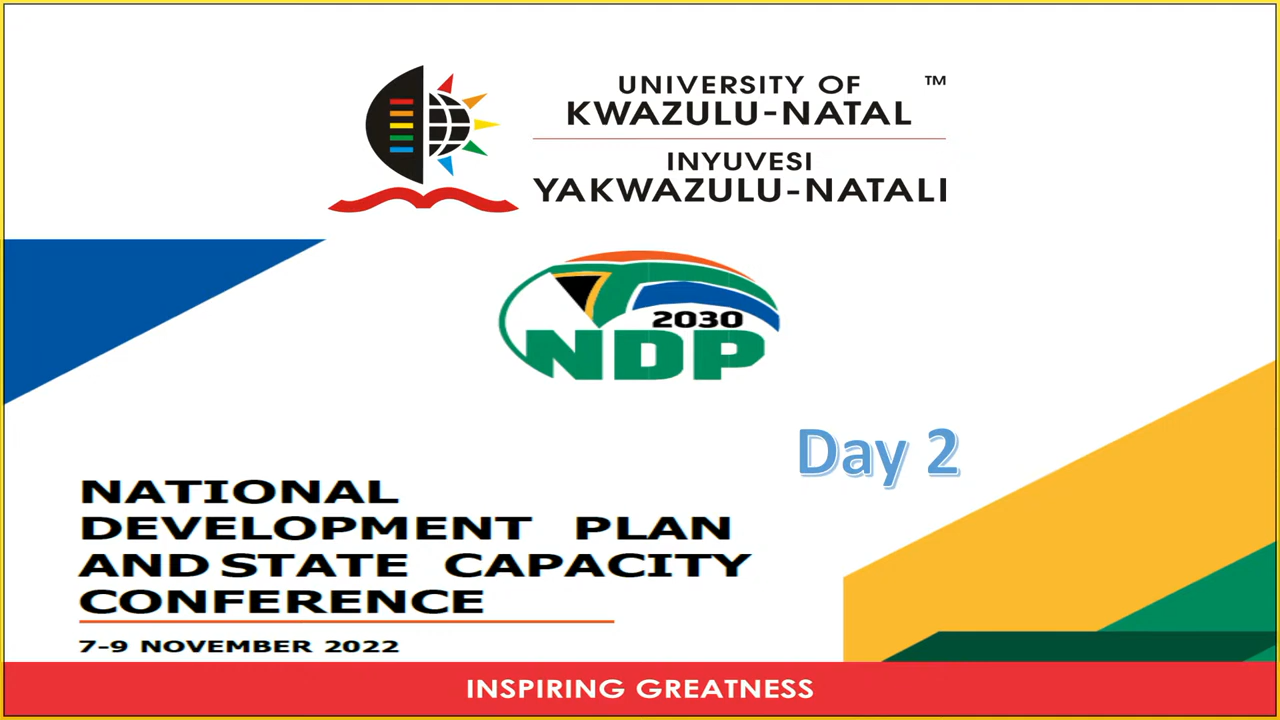 UNIVERSITY OF ™
KWAZULU-NATAL
INYUVESI
YAKWAZULU-NATALI
2030
NDP
Day 2
NATIONAL
DEVELOPMENT PLAN
AND STATE CAPACITY
CONFERENCE
7-9 NOVEMBER 2022
INSPIRING GREATNESS